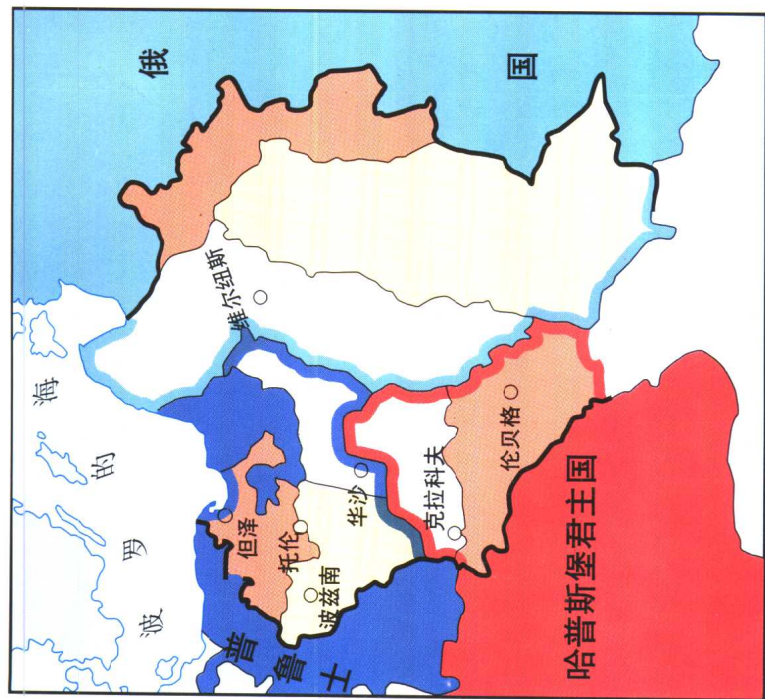 俄国
波罗的海
维尔纽斯
但泽
托伦
波兹南
华沙
克拉科夫
伦贝格
普鲁士
哈普斯堡君主国